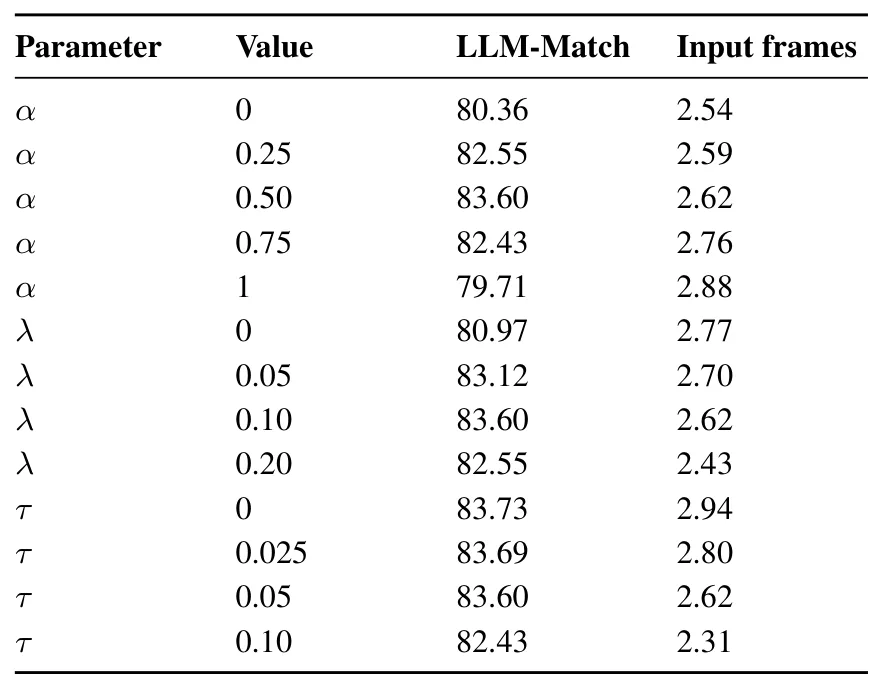 Parameter Value LLM-Match Input frames
α 0 80.36 2.54
α 0.25 82.55 2.59
α 0.50 83.60 2.62
α 0.75 82.43 2.76
α 1 79.71 2.88
λ 0 80.97 2.77
λ 0.05 83.12 2.70
λ 0.10 83.60 2.62
λ 0.20 82.55 2.43
τ 0 83.73 2.94
τ 0.025 83.69 2.80
τ 0.05 83.60 2.62
τ 0.10 82.43 2.31